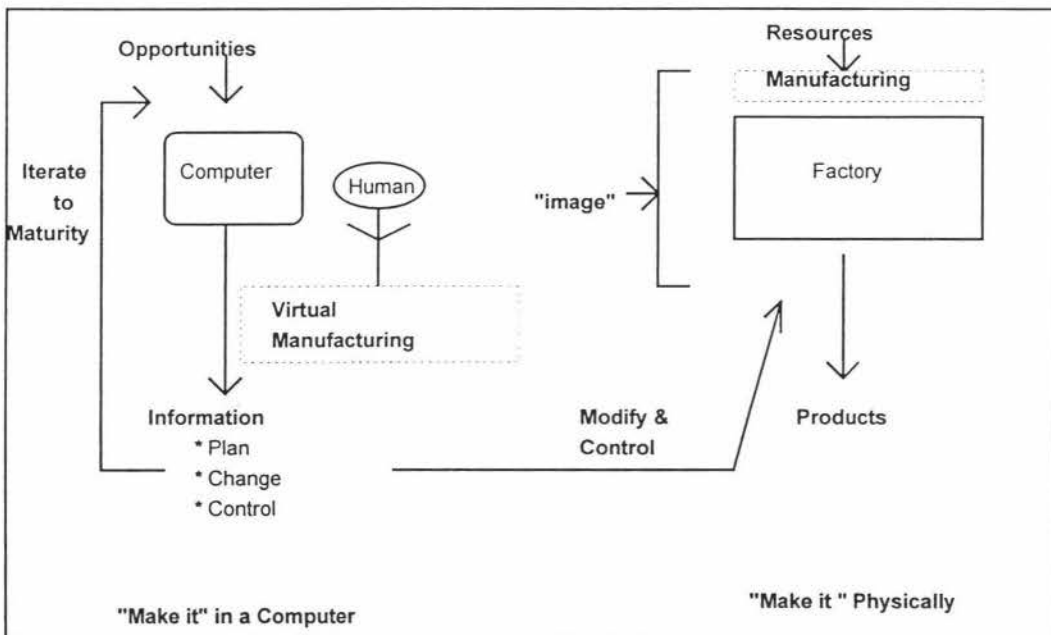 Opportunities
Computer
Human
Iterate
to
Maturity
Virtual
Manufacturing
Information
* Plan
* Change
* Control
"Make it" in a Computer
Resources
Manufacturing
Factory
"image"
Modify &
Control
Products
"Make it " Physically